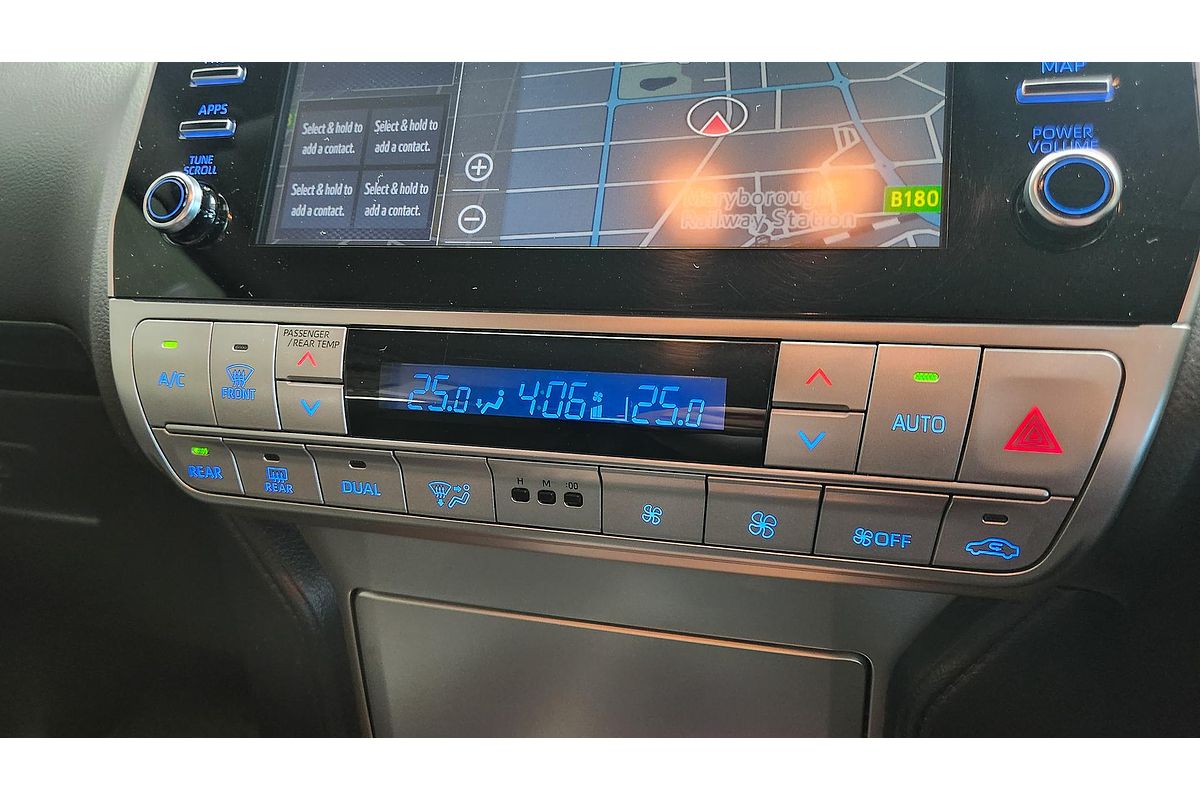 MAP
APPS
Select & hold to
add a contact.
Select & hold to
add a contact.
TUNE
SCROLL
POWER
VOLUME
Select & hold to
add a contact.
Select & hold to
add a contact.
Maryborough
Railway Station
B180
PASSENGER
/REAR TEMP
A/C
FRONT
25.0 4:06 25.0
AUTO
REAR
REAR
DUAL
H M :00
OFF